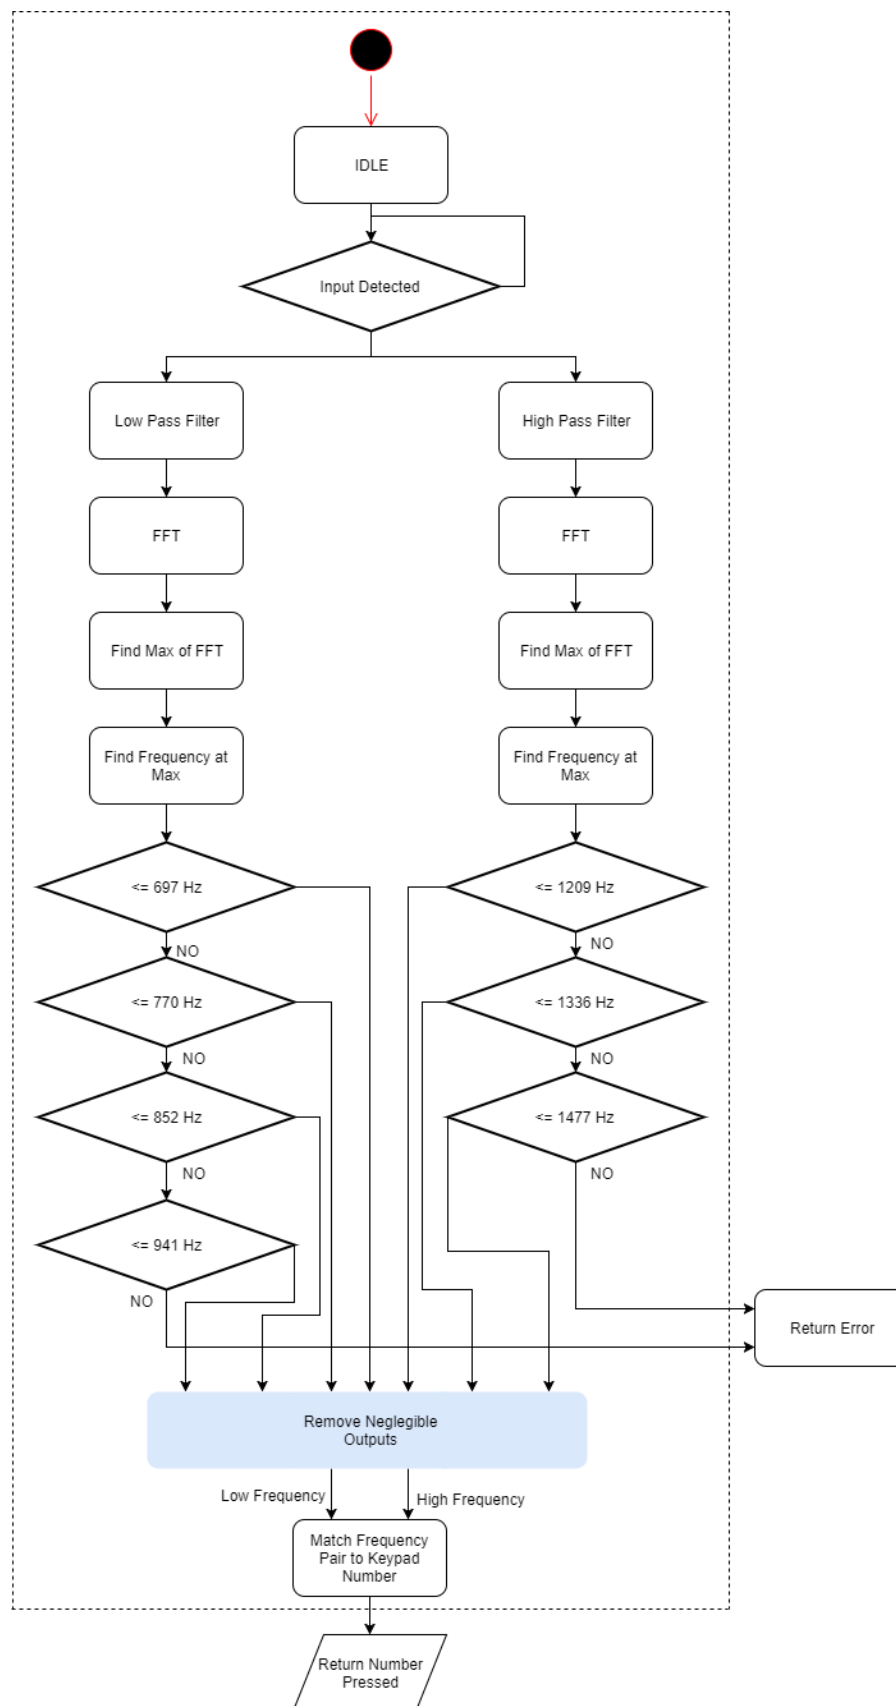 IDLE
Input Detected
Low Pass Filter
High Pass Filter
FFT
FFT
Find Max of FFT
Find Max of FFT
Find Frequency at
Max
Find Frequency at
Max
<= 697 Hz
<= 1209 Hz
NO
NO
<= 770 Hz
<= 1336 Hz
NO
NO
<= 852 Hz
<= 1477 Hz
NO
NO
<= 941 Hz
NO
Return Error
Remove Neglegible
Outputs
Low Frequency
High Frequency
Match Frequency
Pair to Keypad
Number
Return Number
Pressed